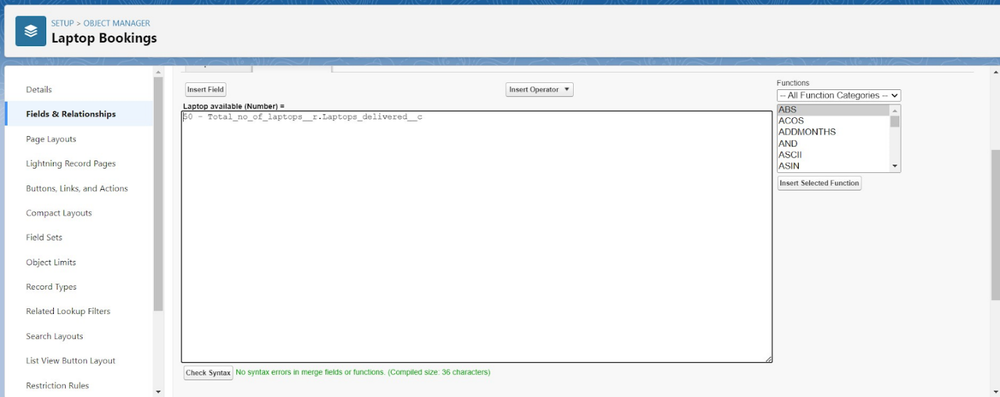 SETUP > OBJECT MANAGER
Laptop Bookings
Details
Fields & Relationships
Page Layouts
Lightning Record Pages
Buttons, Links, and Actions
Compact Layouts
Field Sets
Object Limits
Record Types
Related Lookup Filters
Search Layouts
List View Button Layout
Restriction Rules
Insert Field
Insert Operator
Laptop available (Number) =
50 - Total_no_of_laptops__r.Laptops_delivered__c
Check Syntax
No syntax errors in merge fields or functions. (Compiled size: 36 characters)
Functions
-- All Function Categories --
ABS
ACOS
ADDMONTHS
AND
ASCII
ASIN
Insert Selected Function